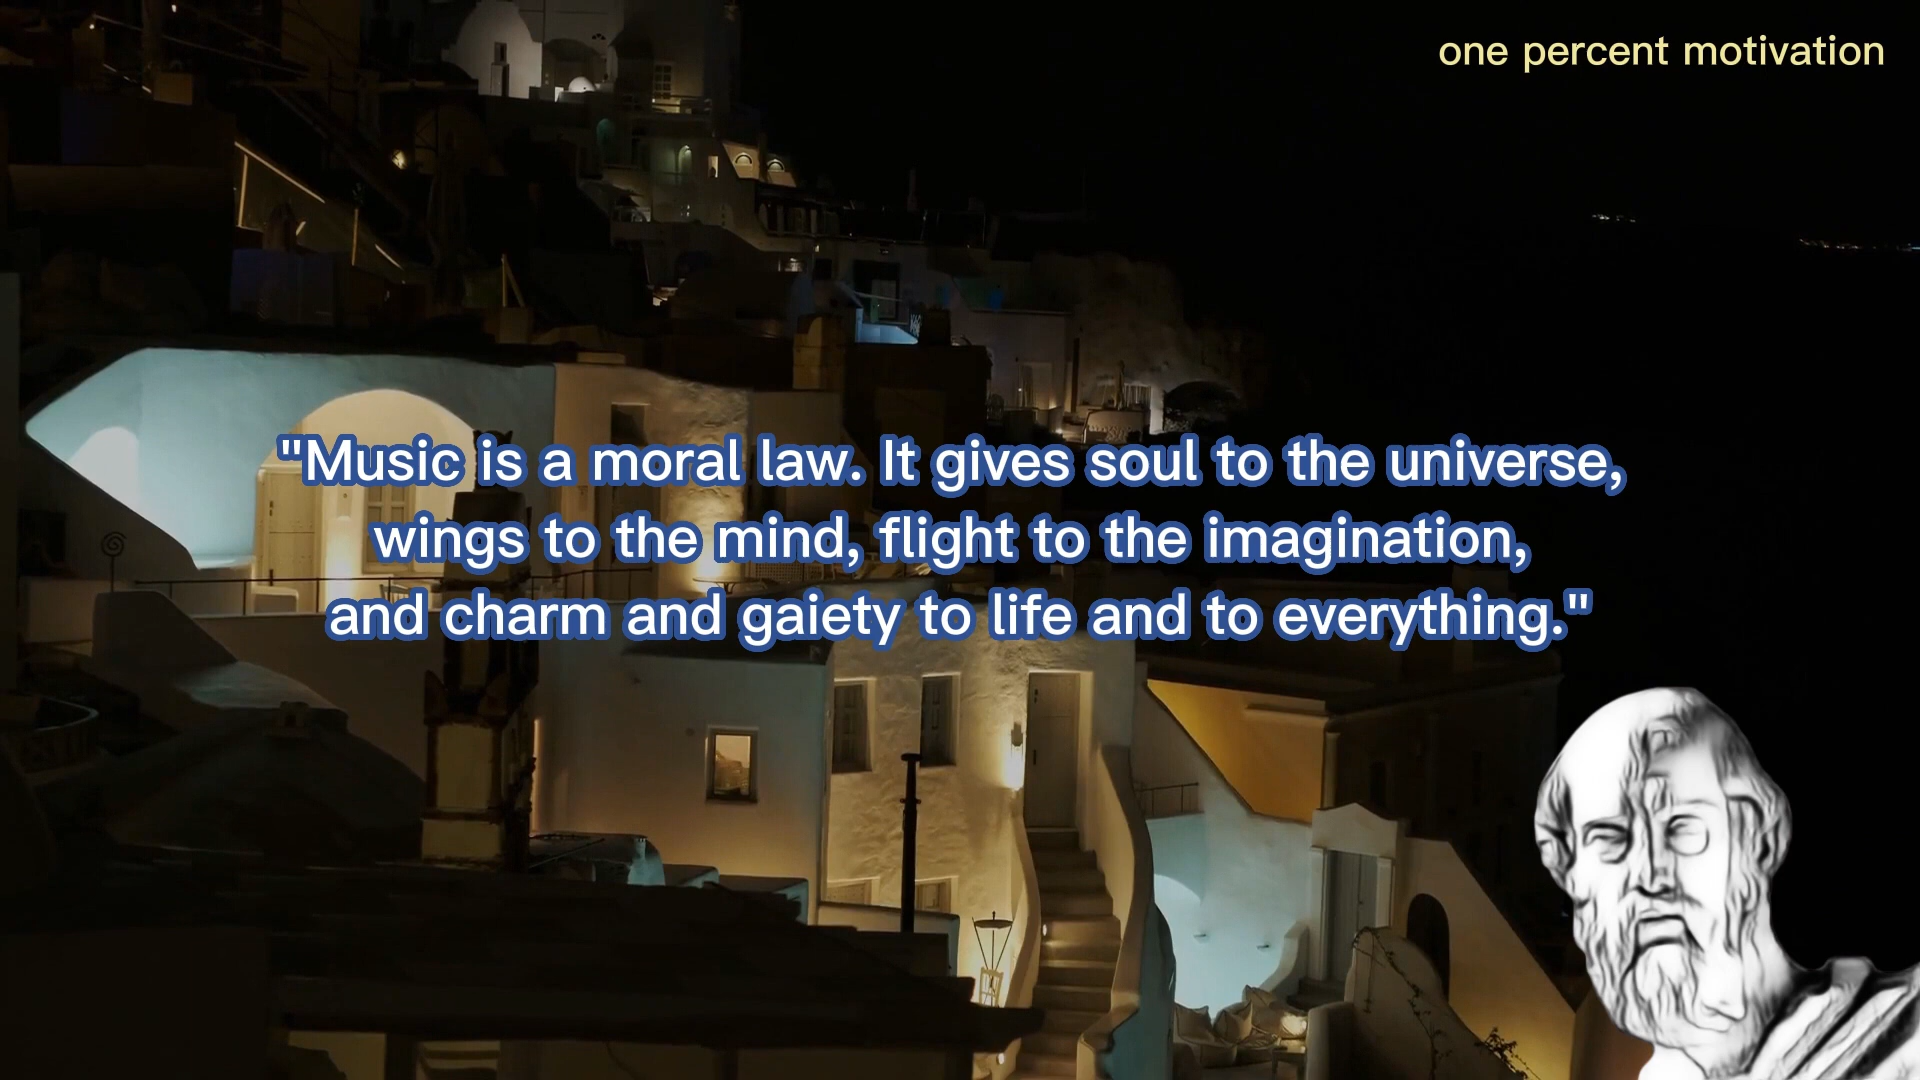 one percent motivation
"Music is a moral law. It gives soul to the universe,
wings to the mind, flight to the imagination,
and charm and gaiety to life and to everything."